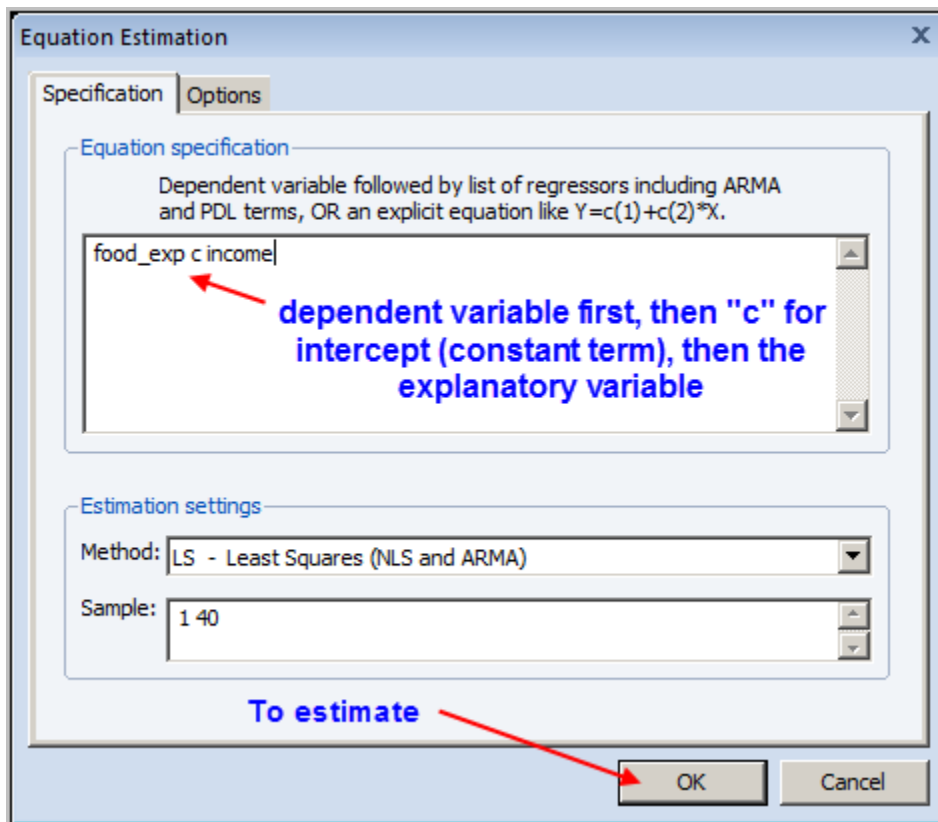 Equation Estimation
Specification
Options
Equation specification
Dependent variable followed by list of regressors including ARMA
and PDL terms, OR an explicit equation like Y=c(1)+c(2)*X.
food_exp c income
dependent variable first, then "c" for
intercept (constant term), then the
explanatory variable
Estimation settings
Method: LS - Least Squares (NLS and ARMA)
Sample: 1 40
To estimate
OK Cancel